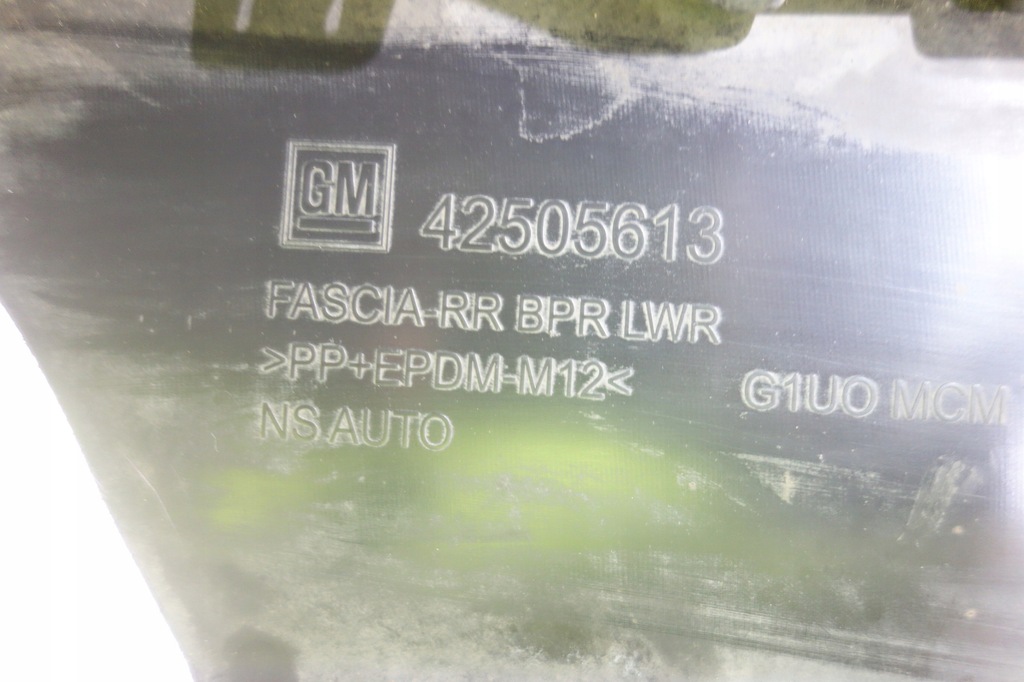 GM 42505613
FASCIA-RR BPR LWR
>PP+EPDM-M12<
G1UO MCM
NS AUTO